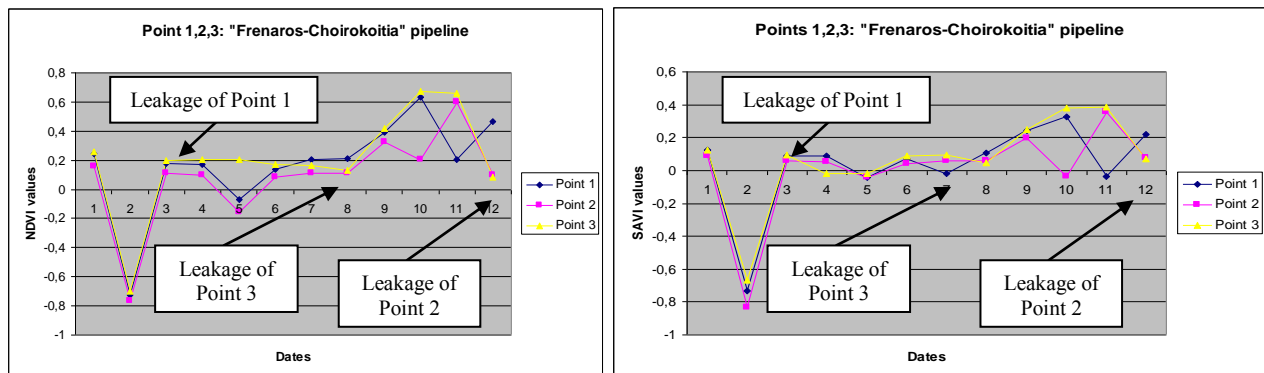 Point 1,2,3: "Frenaros-Choirokoitia" pipeline
0,8
0,6
0,4
0,2
0
-0,2
-0,4
-0,6
-0,8
-1
NDVI values
1 2 3 4 5 6 7 8 9 10 11 12
Dates
Leakage of Point 1
Leakage of
Point 3
Leakage of
Point 2
Point 1
Point 2
Point 3
Points 1,2,3: "Frenaros-Choirokoitia" pipeline
0,6
0,4
0,2
0
-0,2
-0,4
-0,6
-0,8
-1
SAVI values
1 2 3 4 5 6 7 8 9 10 11 12
Dates
Leakage of Point 1
Leakage of
Point 3
Leakage of
Point 2
Point 1
Point 2
Point 3